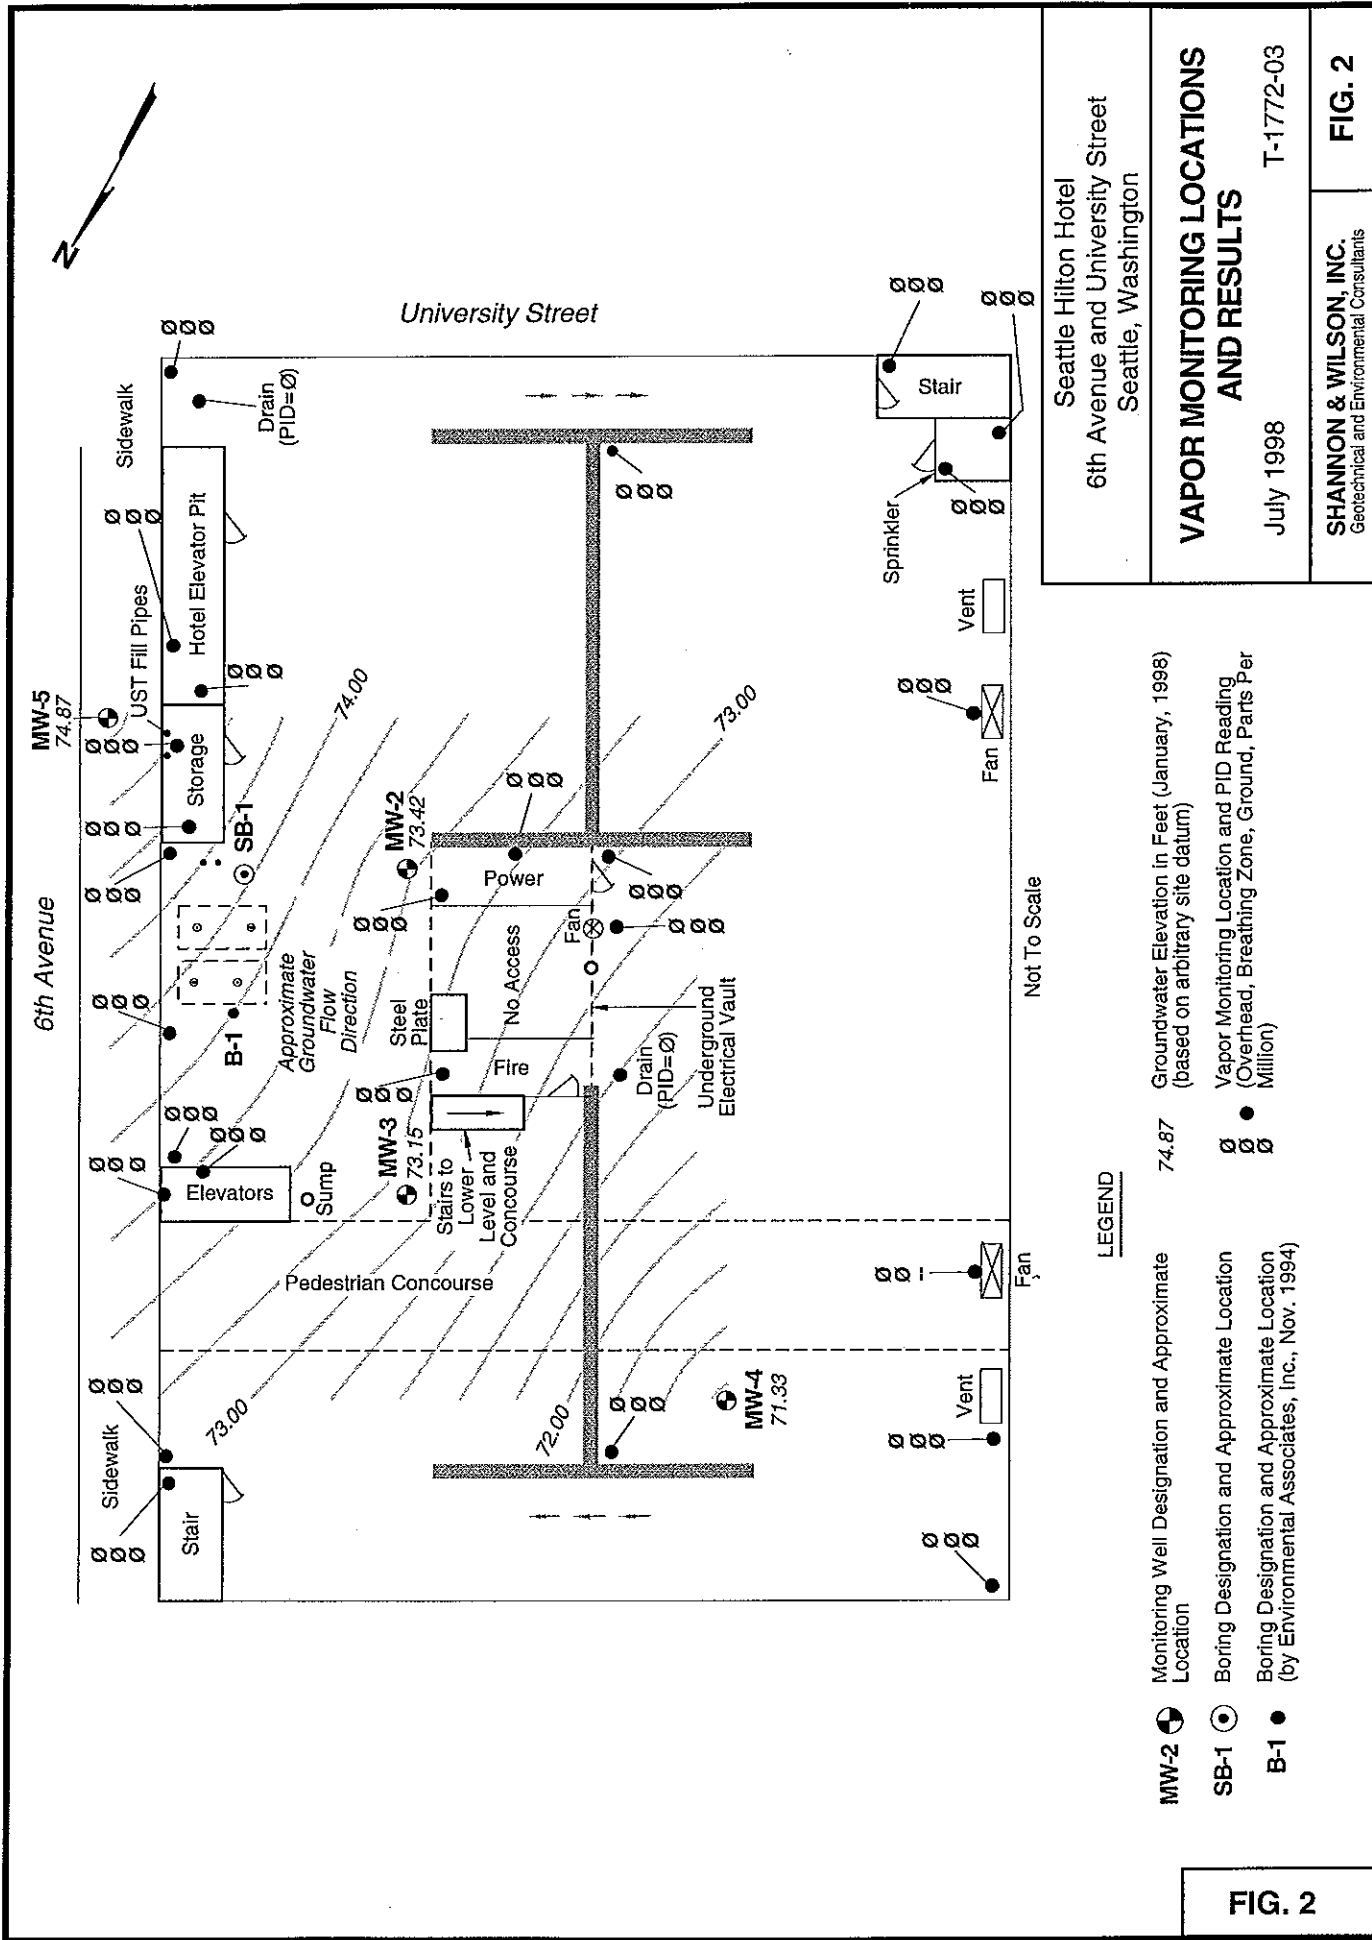 N
6th Avenue
University Street
Sidewalk
Sidewalk
MW-5
74.87
UST Fill Pipes
Ø Ø Ø
Drain
(PID=Ø)
Ø Ø Ø
Hotel Elevator Pit
Ø Ø Ø
Ø Ø Ø
Storage
Ø Ø Ø
Ø Ø Ø
SB-1
74.00
73.00
Ø Ø Ø
B-1
Approximate
Groundwater
Flow
Direction
MW-2
73.42
Ø Ø Ø
Ø Ø Ø
Power
Ø Ø Ø
Fan
Ø Ø Ø
No Access
Steel
Plate
Fire
Ø Ø Ø
Drain
(PID=Ø)
Underground
Electrical Vault
Ø Ø Ø
Ø Ø Ø
Ø Ø Ø
Elevators
Sump
MW-3
73.15
Stairs to
Lower
Level and
Concourse
Pedestrian Concourse
Ø Ø Ø
Ø Ø Ø
Stair
73.00
72.00
Ø Ø Ø
MW-4
71.33
Ø Ø Ø
Ø Ø Ø
Stair
Ø Ø Ø
Ø Ø Ø
Sprinkler
Ø Ø Ø
Vent
Ø Ø Ø
Fan
Ø Ø –
Fan
Vent
Ø Ø Ø
Ø Ø Ø
Not To Scale
LEGEND
MW-2 Monitoring Well Designation and Approximate
Location
SB-1 Boring Designation and Approximate Location
B-1 Boring Designation and Approximate Location
(by Environmental Associates, Inc., Nov. 1994)
74.87 Groundwater Elevation in Feet (January, 1998)
(based on arbitrary site datum)
Ø Ø Ø Vapor Monitoring Location and PID Reading
(Overhead, Breathing Zone, Ground, Parts Per
Million)
Seattle Hilton Hotel
6th Avenue and University Street
Seattle, Washington
VAPOR MONITORING LOCATIONS
AND RESULTS
July 1998 T-1772-03
SHANNON & WILSON, INC.
Geotechnical and Environmental Consultants
FIG. 2
FIG. 2